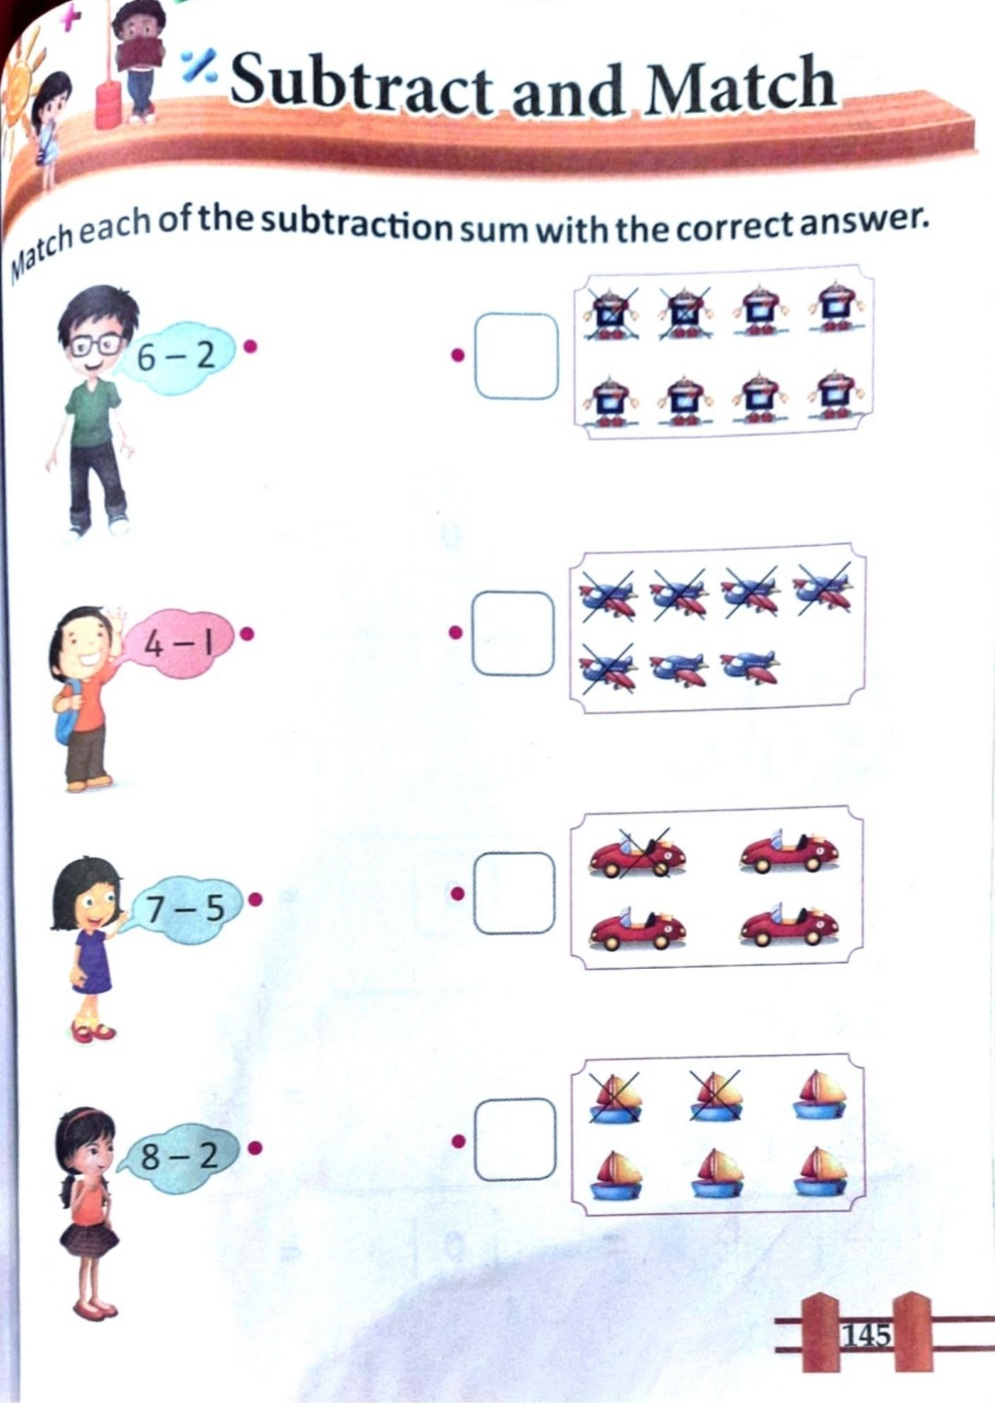 Subtract and Match
Match each of the subtraction sum with the correct answer.
6 – 2
4 – 1
7 – 5
8 – 2
145